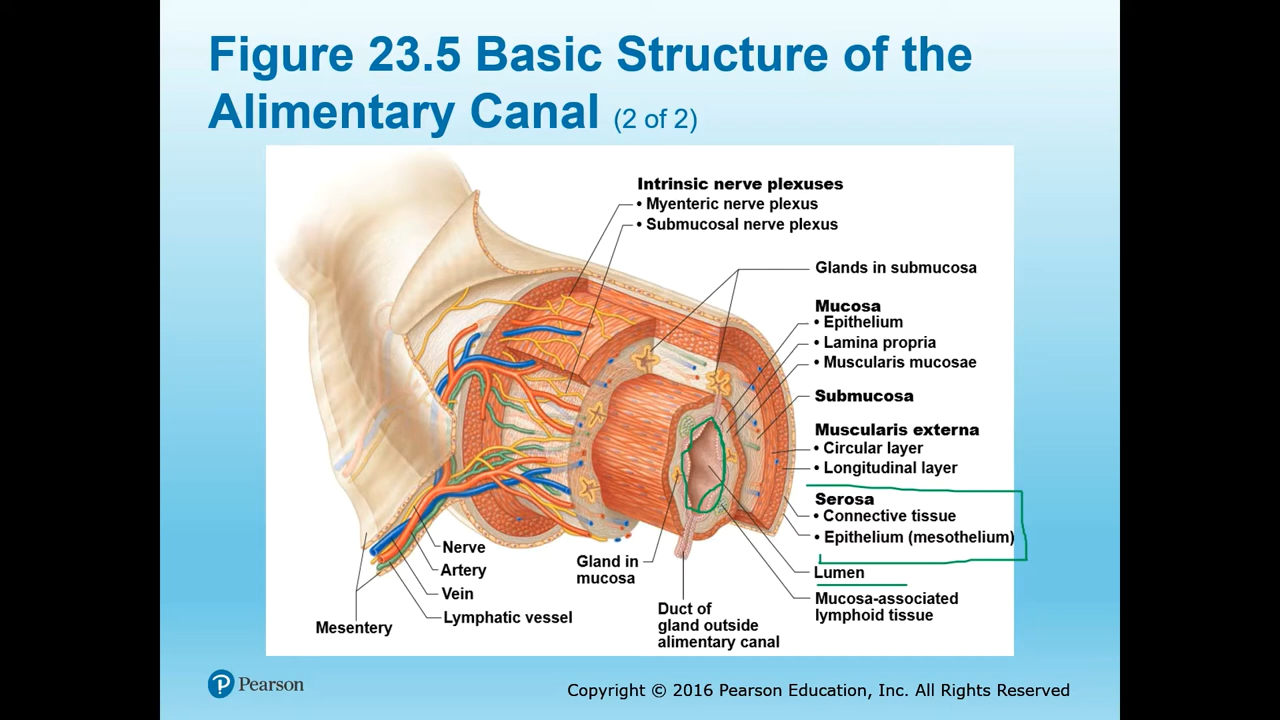 Figure 23.5 Basic Structure of the
Alimentary Canal (2 of 2)
Intrinsic nerve plexuses
• Myenteric nerve plexus
• Submucosal nerve plexus
Glands in submucosa
Mucosa
• Epithelium
• Lamina propria
• Muscularis mucosae
Submucosa
Muscularis externa
• Circular layer
• Longitudinal layer
Serosa
• Connective tissue
• Epithelium (mesothelium)
Lumen
Mucosa-associated
lymphoid tissue
Nerve
Artery
Vein
Lymphatic vessel
Mesentery
Gland in
mucosa
Duct of
gland outside
alimentary canal
P Pearson
Copyright © 2016 Pearson Education, Inc. All Rights Reserved